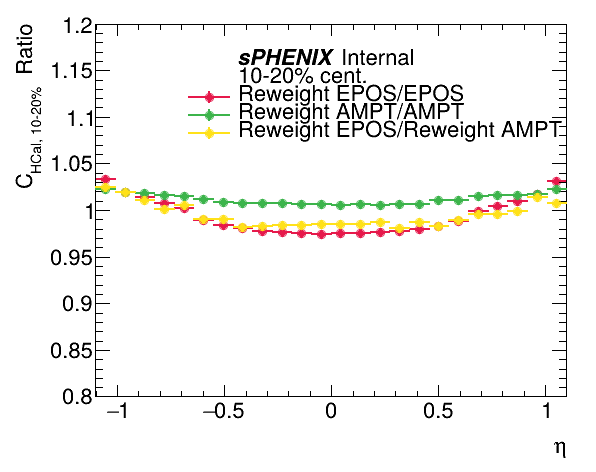 sPHENIX Internal
10-20% cent.
Reweight EPOS/EPOS
Reweight AMPT/AMPT
Reweight EPOS/Reweight AMPT
C_HCal, 10-20% Ratio
1.2
1.15
1.1
1.05
1
0.95
0.9
0.85
0.8
−1 −0.5 0 0.5 1
η